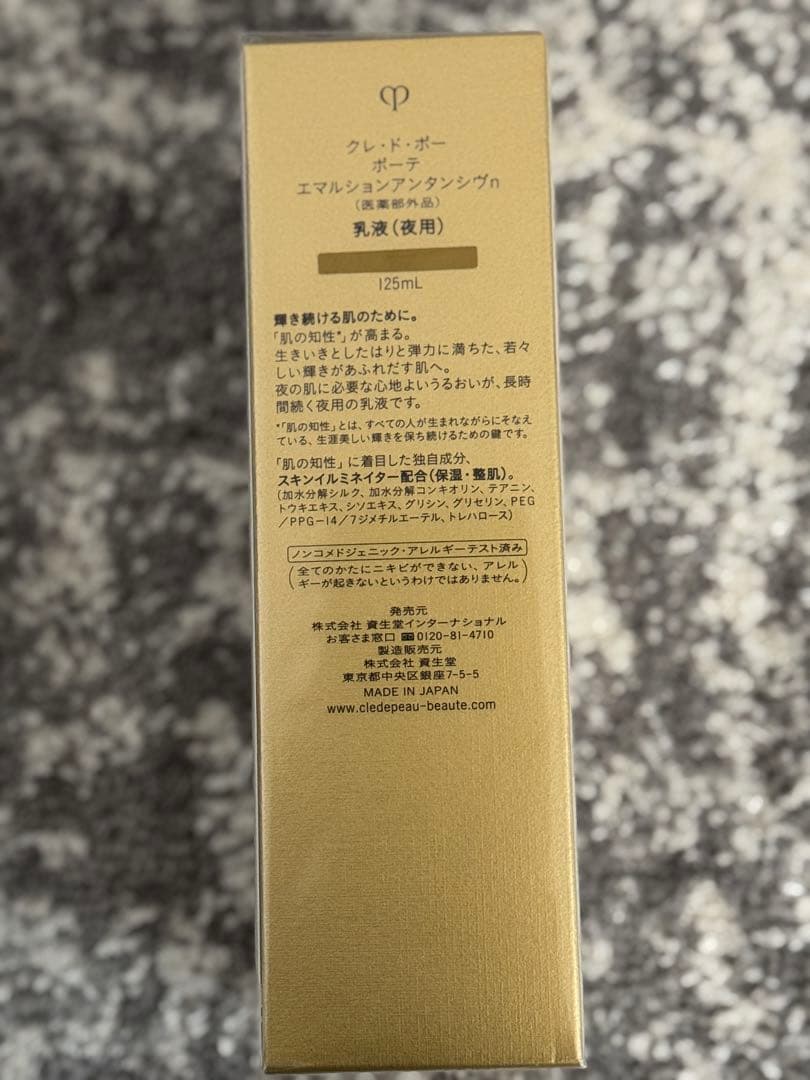 クレ・ド・ポー
ボーテ
エマルションアンタンシヴn
（医薬部外品）
乳液（夜用）
125mL
輝き続ける肌のために。
「肌の知性*」が高まる。
生きいきとしたはりと弾力に満ちた、若々
しい輝きがあふれだす肌へ。
夜の肌に必要な心地よいうるおいが、長時
間続く夜用の乳液です。
*「肌の知性」とは、すべての人が生まれながらにそなえ
ている、生涯美しい輝きを保ち続けるための鍵です。
「肌の知性」に着目した独自成分、
スキンイルミネイター配合（保湿・整肌）。
（加水分解シルク、加水分解コンキオリン、テアニン、
トウキエキス、シソエキス、グリシン、グリセリン、PEG
／PPG-14／7ジメチルエーテル、トレハロース）
ノンコメドジェニック・アレルギーテスト済み
（全てのかたにニキビができない、アレル
ギーが起きないというわけではありません。）
発売元
株式会社 資生堂インターナショナル
お客さま窓口 0120-81-4710
製造販売元
株式会社 資生堂
東京都中央区銀座7-5-5
MADE IN JAPAN
www.cledepeau-beaute.com